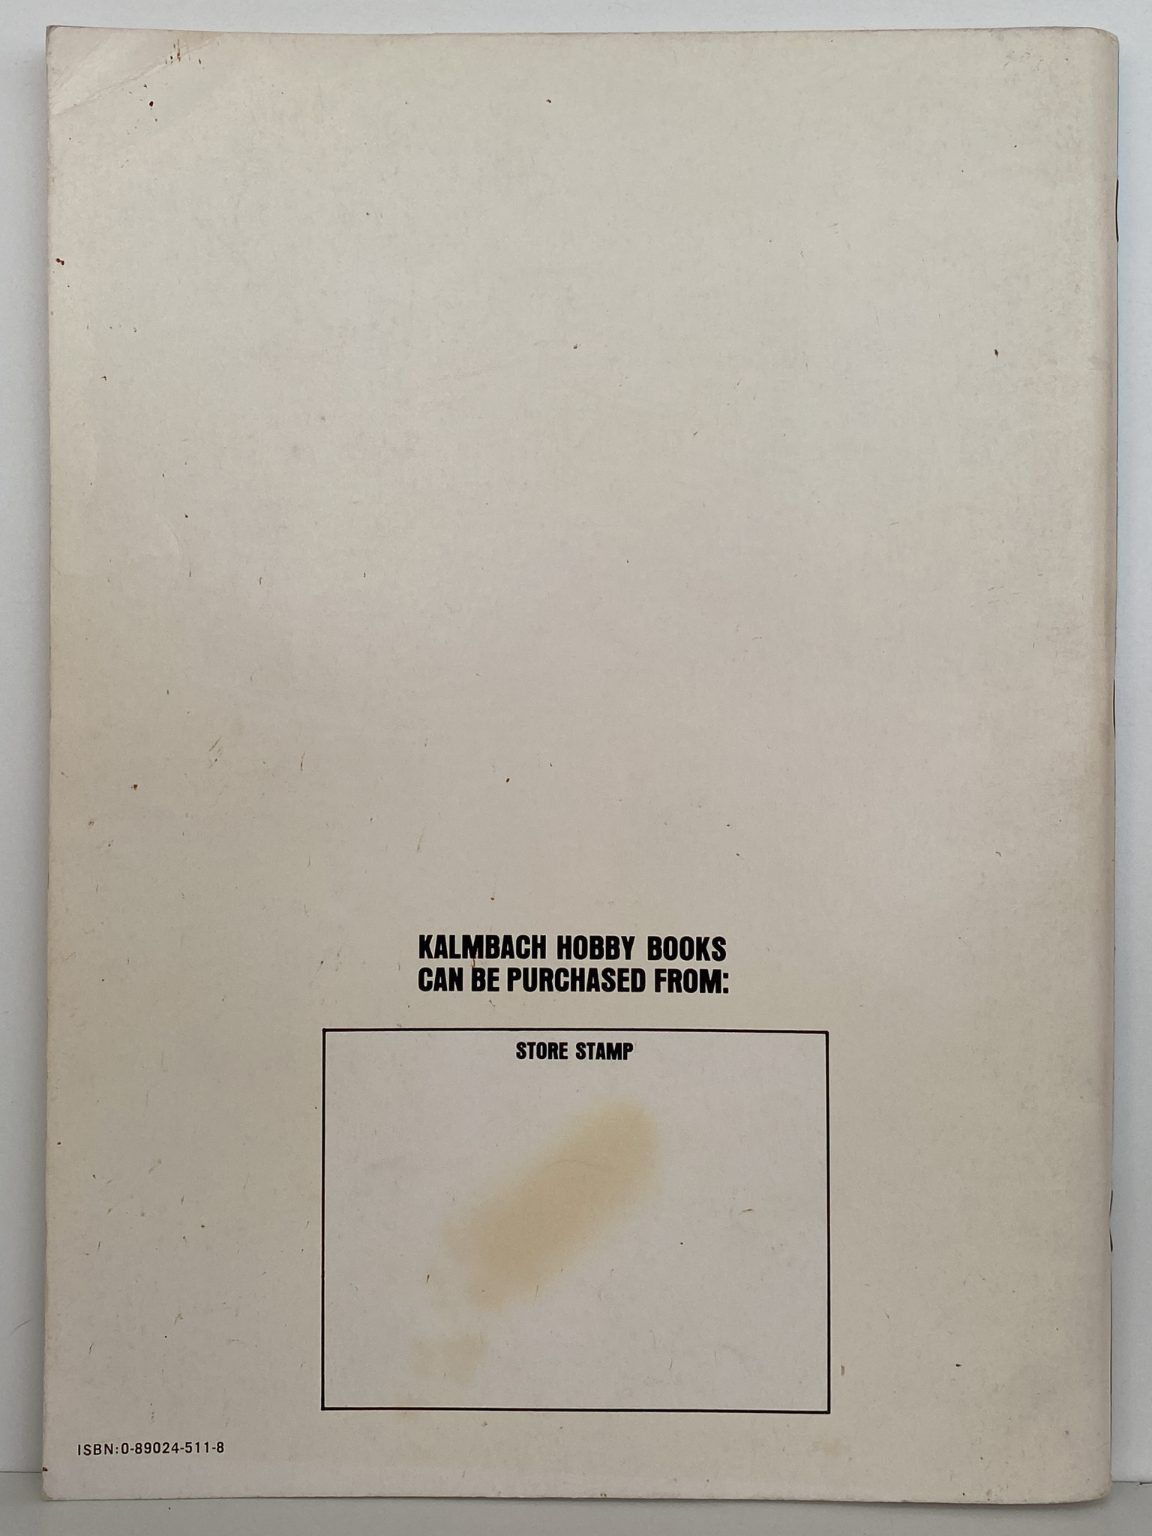 KALMBACH HOBBY BOOKS
CAN BE PURCHASED FROM:
STORE STAMP
ISBN:0-89024-511-8